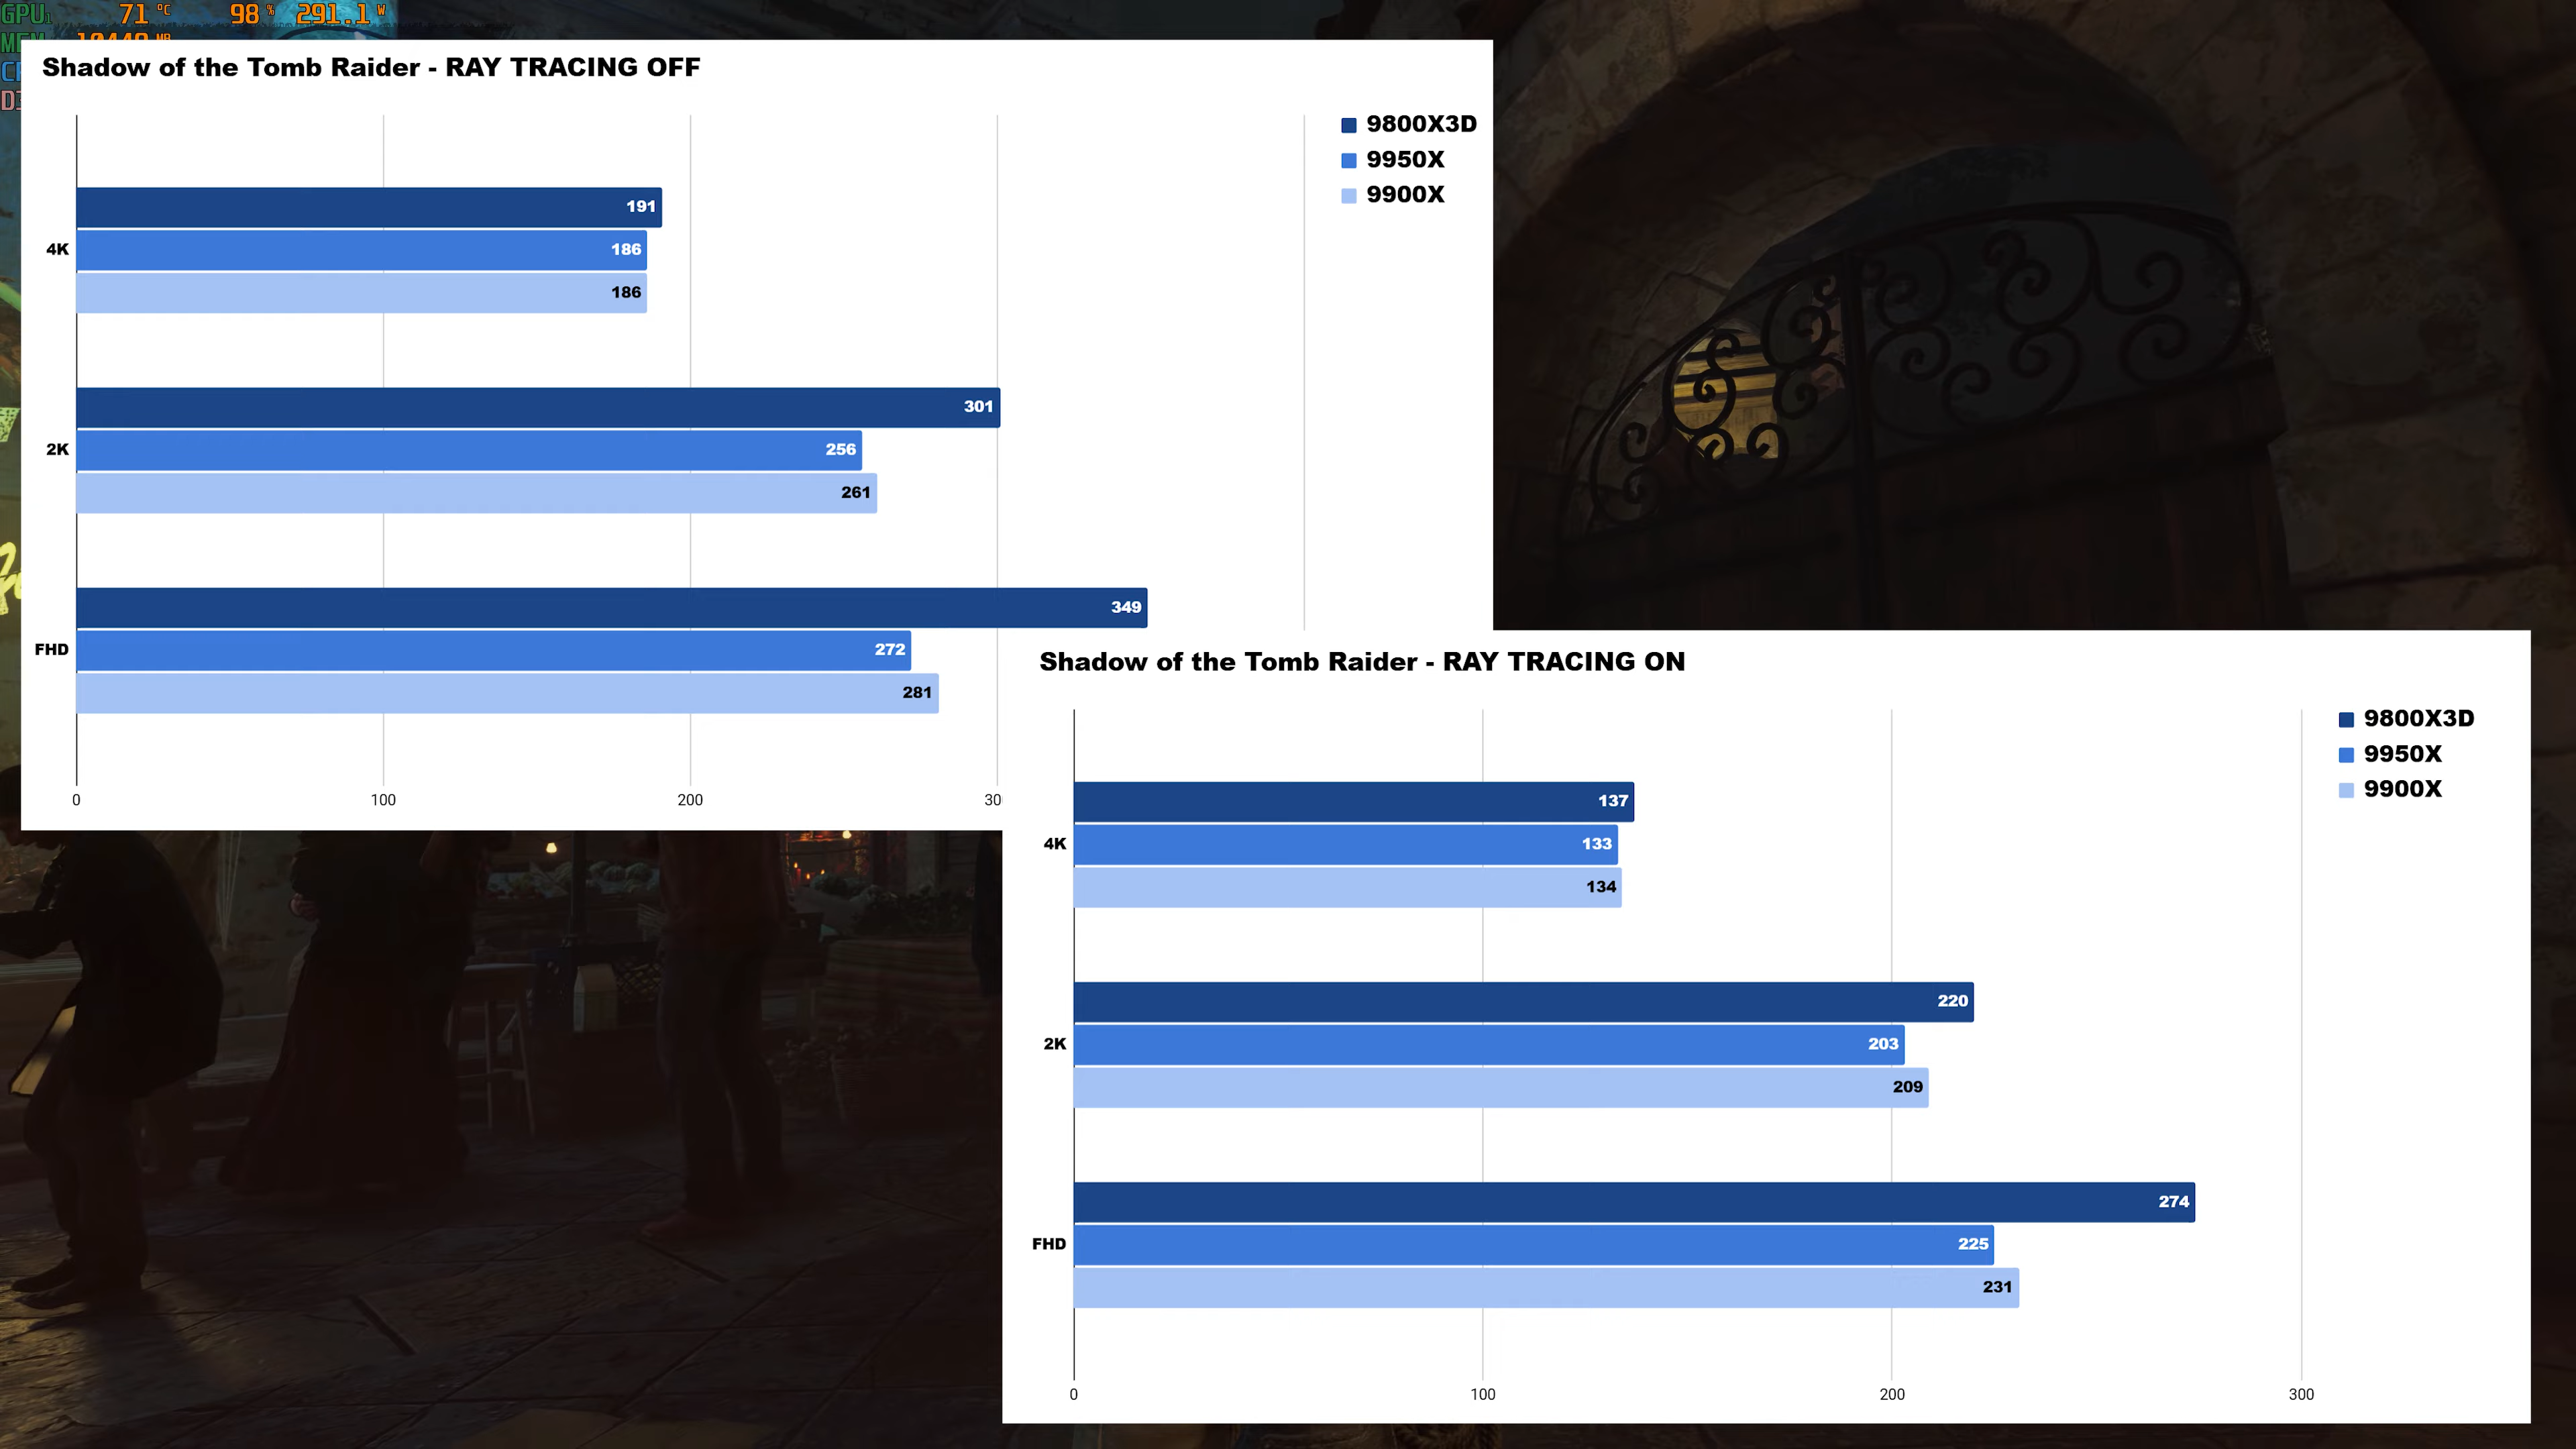 GPU1 71 °C 98 % 291.1 W
Shadow of the Tomb Raider - RAY TRACING OFF
9800X3D
9950X
9900X
4K
191
186
186
2K
301
256
261
FHD
349
272
281
0 100 200
Shadow of the Tomb Raider - RAY TRACING ON
9800X3D
9950X
9900X
4K
137
133
134
2K
220
203
209
FHD
274
225
231
0 100 200 300